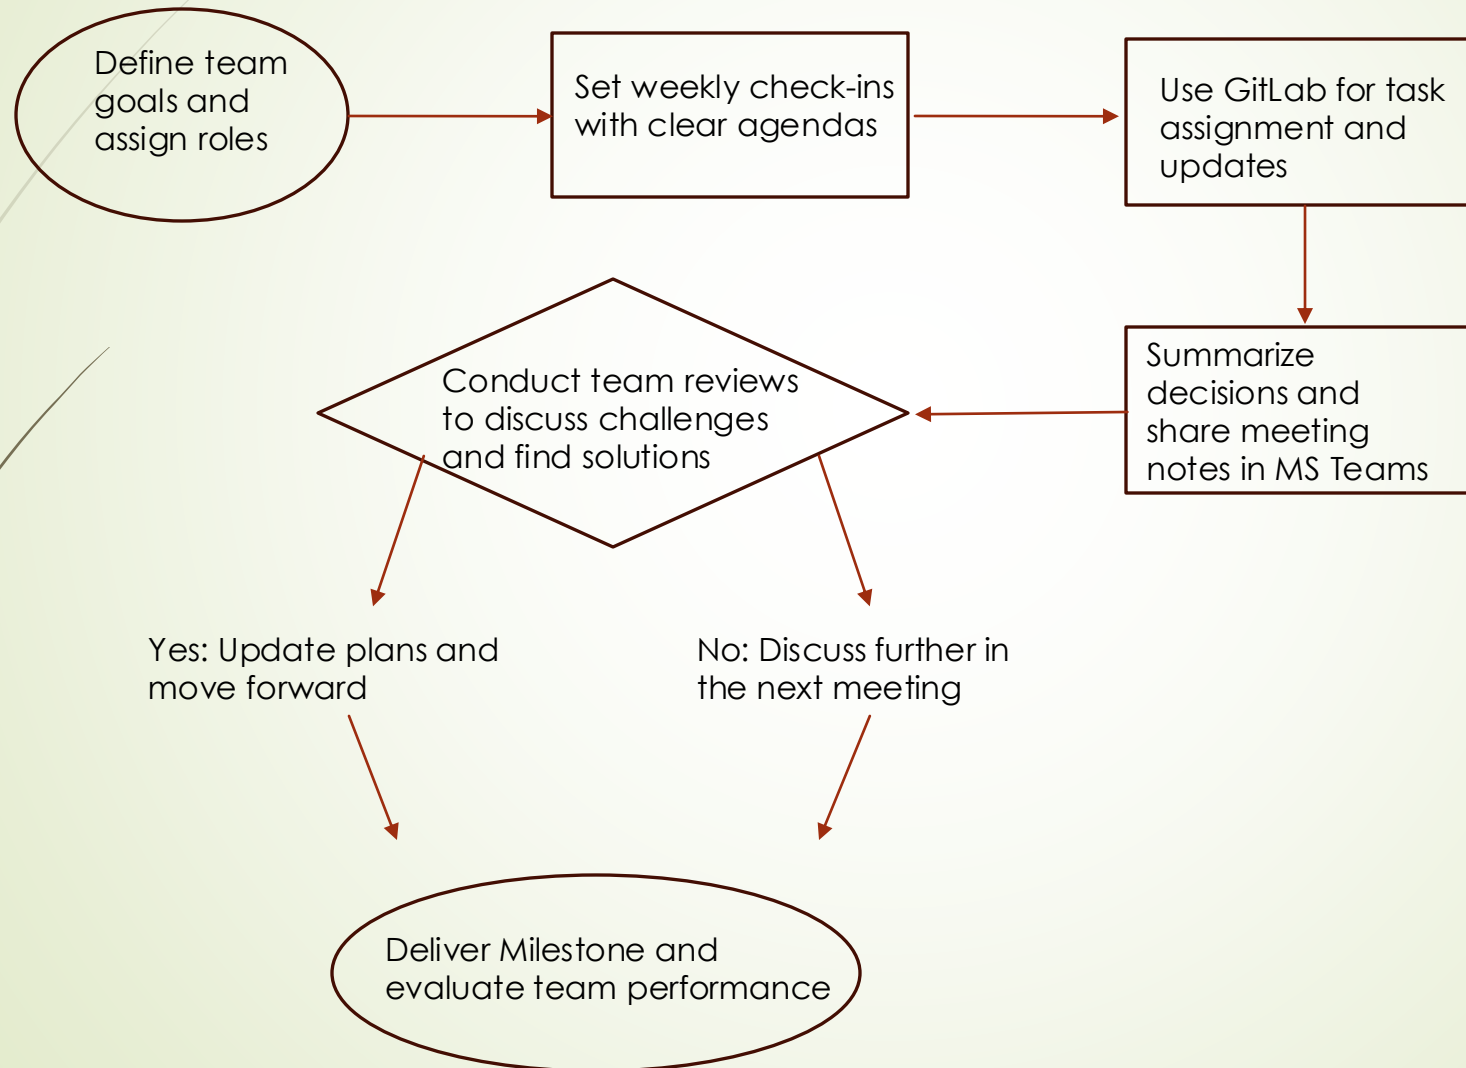 Define team
goals and
assign roles
Set weekly check-ins
with clear agendas
Use GitLab for task
assignment and
updates
Summarize
decisions and
share meeting
notes in MS Teams
Conduct team reviews
to discuss challenges
and find solutions
Yes: Update plans and
move forward
No: Discuss further in
the next meeting
Deliver Milestone and
evaluate team performance